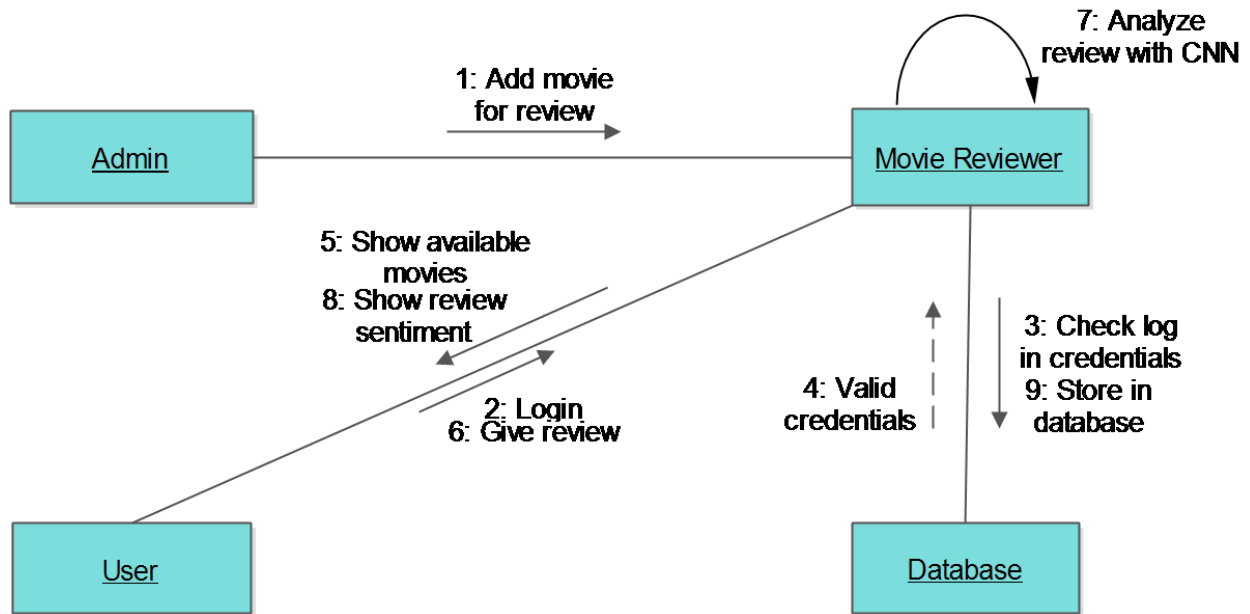 7: Analyze
review with CNN
1: Add movie
for review
Admin
Movie Reviewer
5: Show available
movies
8: Show review
sentiment
3: Check log
in credentials
9: Store in
database
4: Valid
credentials
2: Login
6: Give review
User
Database